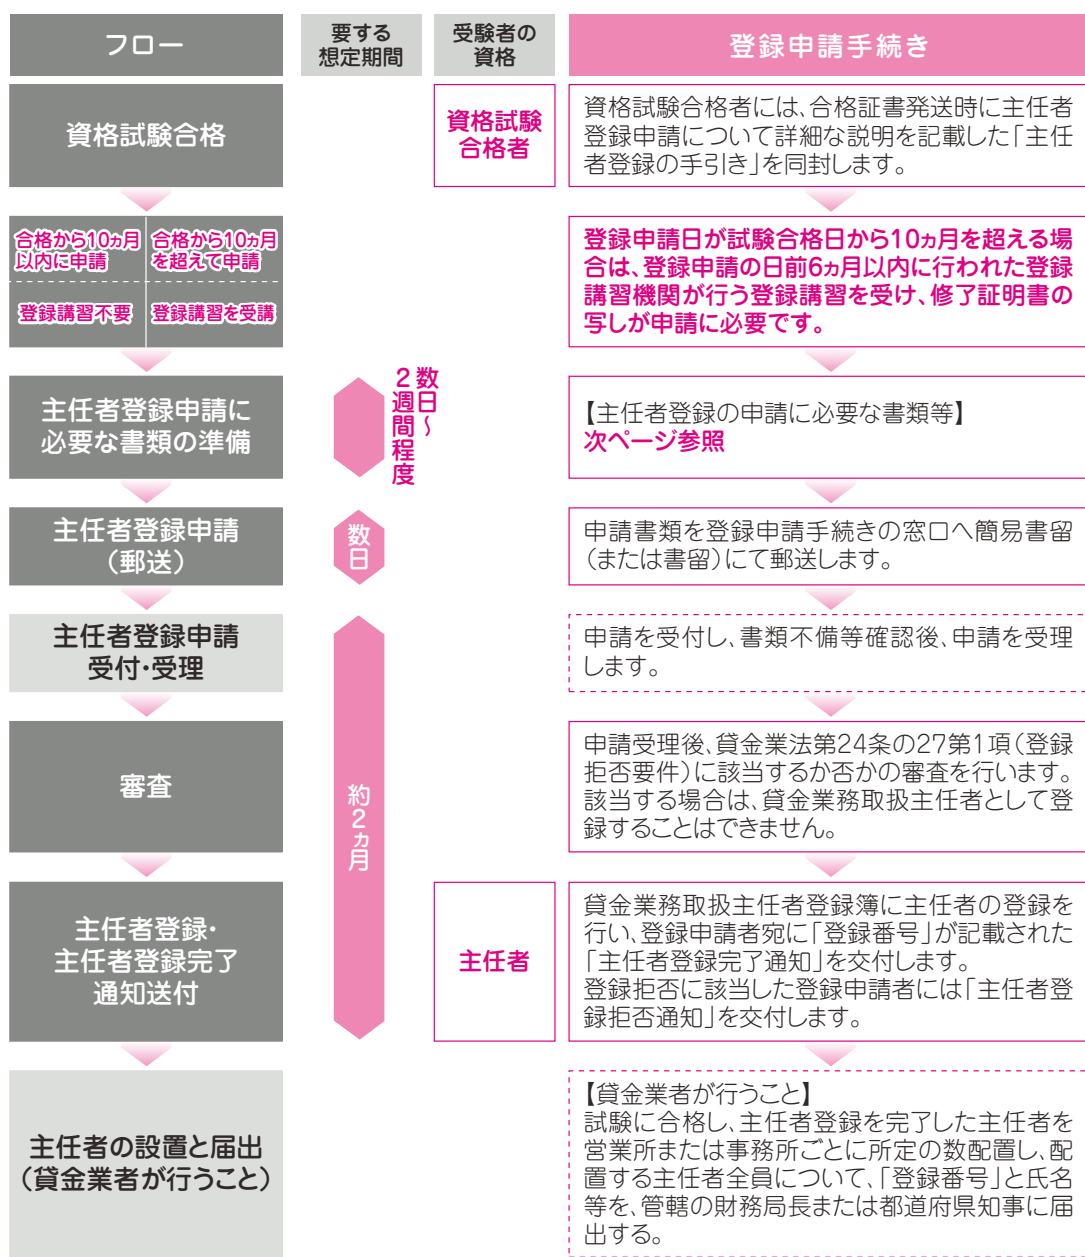 フロー
要する
想定期間
受験者の
資格
登録申請手続き
資格試験合格
資格試験
合格者
資格試験合格者には、合格証書発送時に主任者
登録申請について詳細な説明を記載した「主任
者登録の手引き」を同封します。
合格から10ヵ月
以内に申請
合格から10ヵ月
を超えて申請
登録講習不要
登録講習を受講
登録申請日が試験合格日から10ヵ月を超える場
合は、登録申請の日前6ヵ月以内に行われた登録
講習機関が行う登録講習を受け、修了証明書の
写しが申請に必要です。
主任者登録申請に
必要な書類の準備
数日〜
2週間程度
【主任者登録の申請に必要な書類等】
次ページ参照
主任者登録申請
（郵送）
数日
申請書類を登録申請手続きの窓口へ簡易書留
（または書留）にて郵送します。
主任者登録申請
受付・受理
約2ヵ月
申請を受付し、書類不備等確認後、申請を受理
します。
審査
申請受理後、貸金業法第24条の27第1項（登録
拒否要件）に該当するか否かの審査を行います。
該当する場合は、貸金業務取扱主任者として登
録することはできません。
主任者登録・
主任者登録完了
通知送付
主任者
貸金業務取扱主任者登録簿に主任者の登録を
行い、登録申請者宛に「登録番号」が記載された
「主任者登録完了通知」を交付します。
登録拒否に該当した登録申請者には「主任者登
録拒否通知」を交付します。
主任者の設置と届出
（貸金業者が行うこと）
【貸金業者が行うこと】
試験に合格し、主任者登録を完了した主任者を
営業所または事務所ごとに所定の数配置し、配
置する主任者全員について、「登録番号」と氏名
等を、管轄の財務局長または都道府県知事に届
出する。